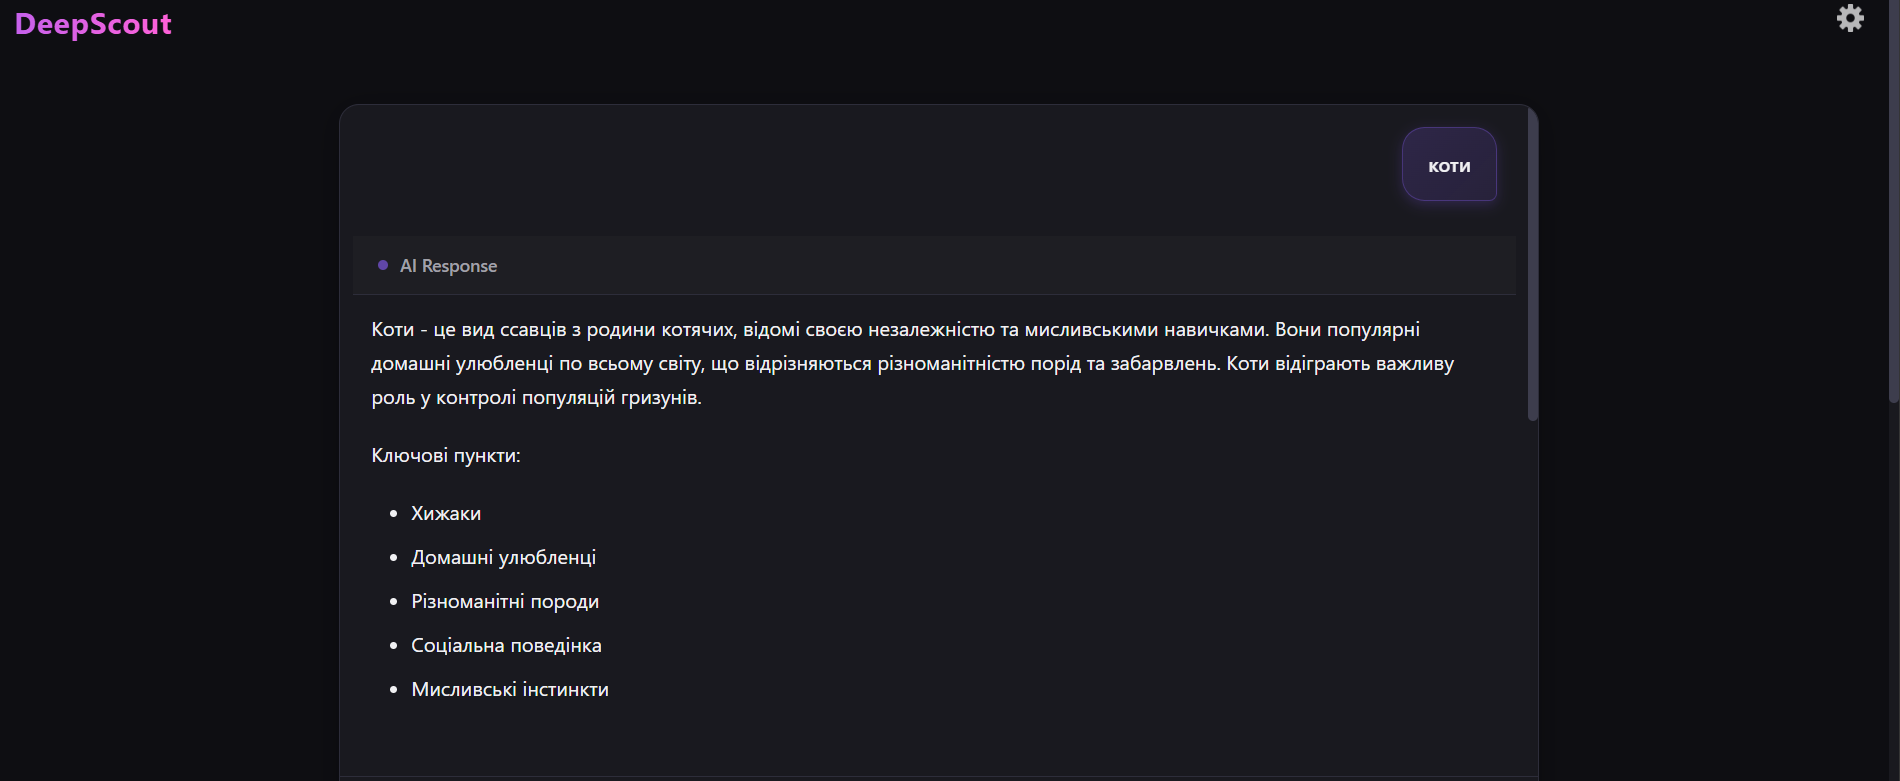 DeepScout
коти
AI Response
Коти - це вид ссавців з родини котячих, відомі своєю незалежністю та мисливськими навичками. Вони популярні
домашні улюбленці по всьому світу, що відрізняються різноманітністю порід та забарвлень. Коти відіграють важливу
роль у контролі популяцій гризунів.
Ключові пункти:
Хижаки
Домашні улюбленці
Різноманітні породи
Соціальна поведінка
Мисливські інстинкти